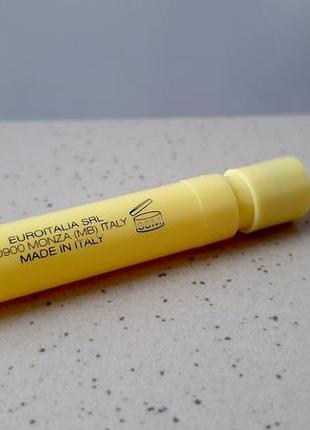 EUROITALIA SRL
0900 MONZA (MB) ITALY
MADE IN ITALY